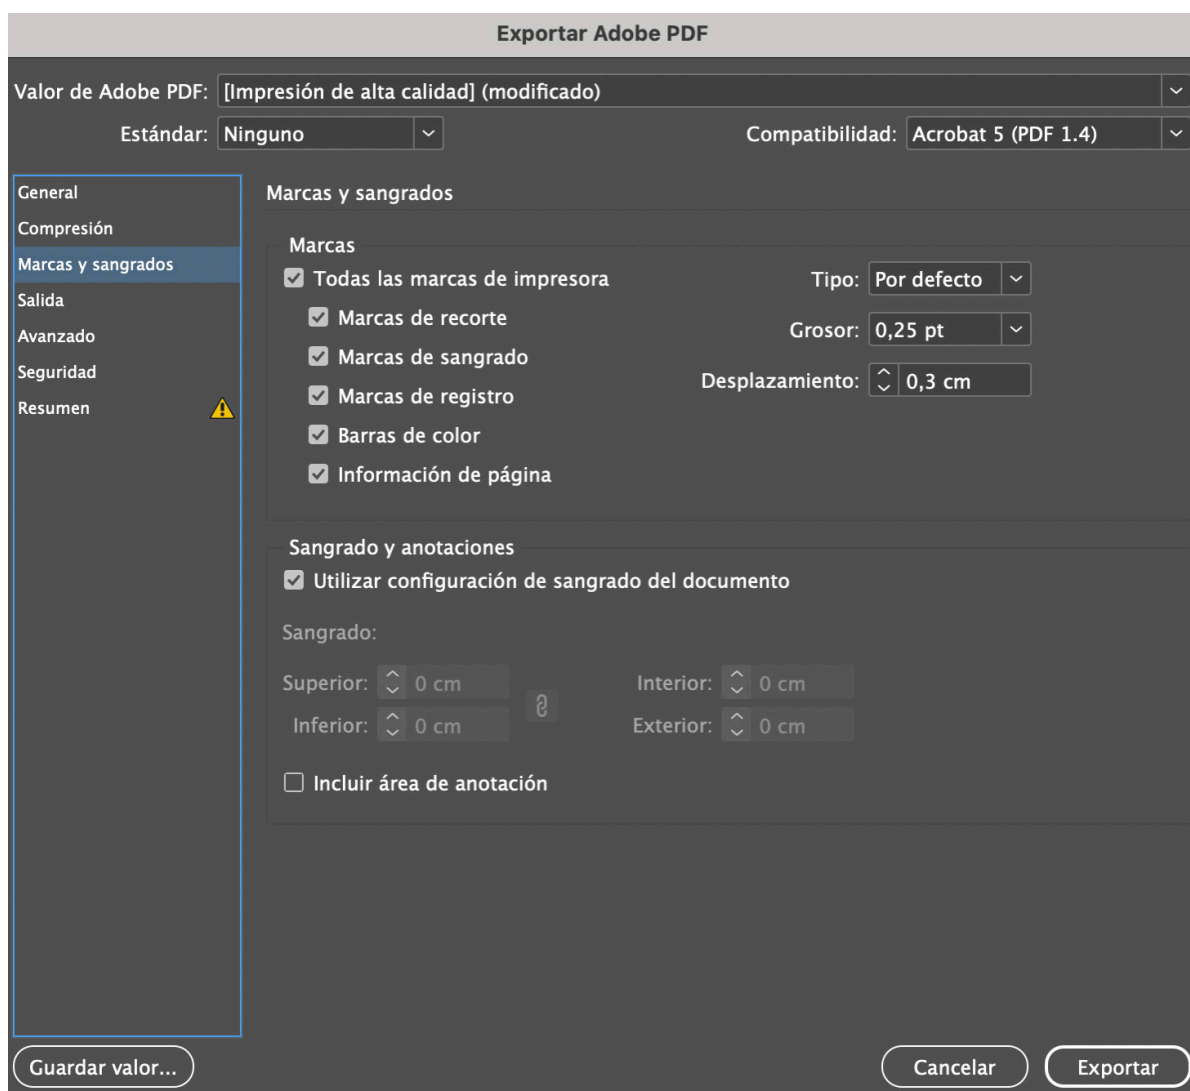 Exportar Adobe PDF
Valor de Adobe PDF: [Impresión de alta calidad] (modificado)
Estándar: Ninguno Compatibilidad: Acrobat 5 (PDF 1.4)
General
Compresión
Marcas y sangrados
Salida
Avanzado
Seguridad
Resumen
Marcas y sangrados
Marcas
Todas las marcas de impresora
Marcas de recorte
Marcas de sangrado
Marcas de registro
Barras de color
Información de página
Tipo: Por defecto
Grosor: 0,25 pt
Desplazamiento: 0,3 cm
Sangrado y anotaciones
Utilizar configuración de sangrado del documento
Sangrado:
Superior: 0 cm Interior: 0 cm
Inferior: 0 cm Exterior: 0 cm
Incluir área de anotación
Guardar valor... Cancelar Exportar